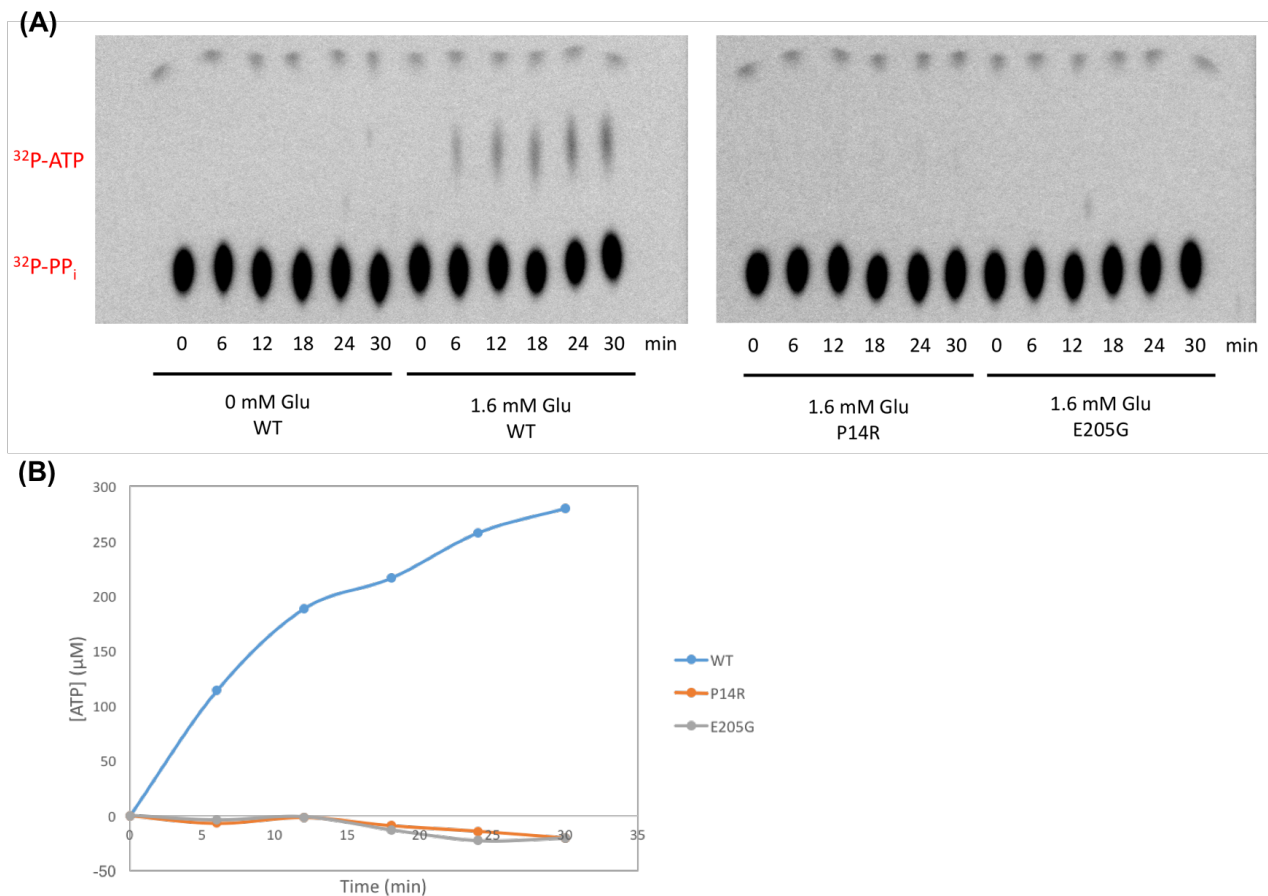 (A)
32P-ATP
32P-PPi
0 6 12 18 24 30 0 6 12 18 24 30 min
0 mM Glu
WT
1.6 mM Glu
WT
0 6 12 18 24 30 0 6 12 18 24 30 min
1.6 mM Glu
P14R
1.6 mM Glu
E205G
(B)
300
250
200
150
100
50
0
-50
[ATP] (µM)
0 5 10 15 20 25 30 35
Time (min)
WT
P14R
E205G